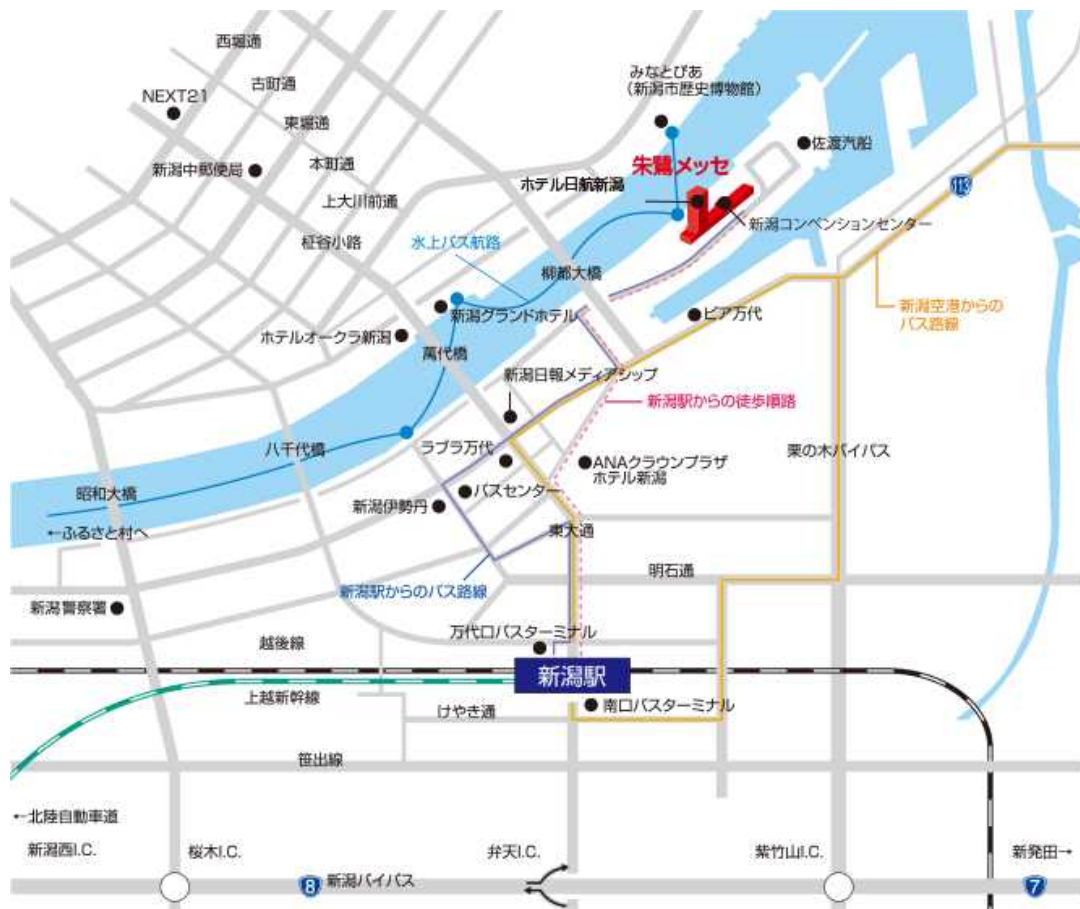 西堀通
古町通
NEXT21
東堀通
新潟中郵便局
本町通
上大川前通
柾谷小路
みなとぴあ
（新潟市歴史博物館）
佐渡汽船
朱鷺メッセ
ホテル日航新潟
新潟コンベンションセンター
113
水上バス航路
柳都大橋
新潟グランドホテル
ホテルオークラ新潟
萬代橋
ピア万代
新潟空港からの
バス路線
新潟日報メディアシップ
新潟駅からの徒歩順路
八千代橋
ラブラ万代
ANAクラウンプラザ
ホテル新潟
栗の木バイパス
昭和大橋
バスセンター
新潟伊勢丹
←ふるさと村へ
東大通
明石通
新潟駅からのバス路線
新潟警察署
万代口バスターミナル
越後線
新潟駅
上越新幹線
けやき通
南口バスターミナル
笹出線
←北陸自動車道
新潟西I.C.
桜木I.C.
弁天I.C.
紫竹山I.C.
新発田→
8
新潟バイパス
7